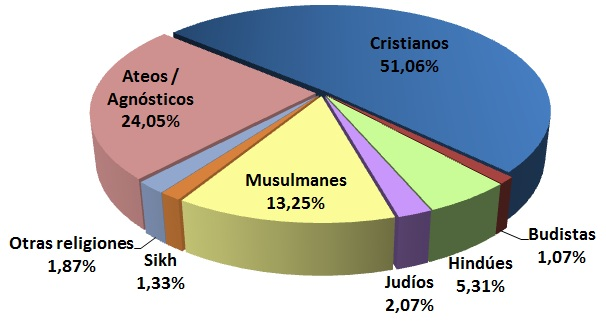 Cristianos
51,06%
Ateos /
Agnósticos
24,05%
Musulmanes
13,25%
Otras religiones
1,87%
Sikh
1,33%
Judíos
2,07%
Hindúes
5,31%
Budistas
1,07%